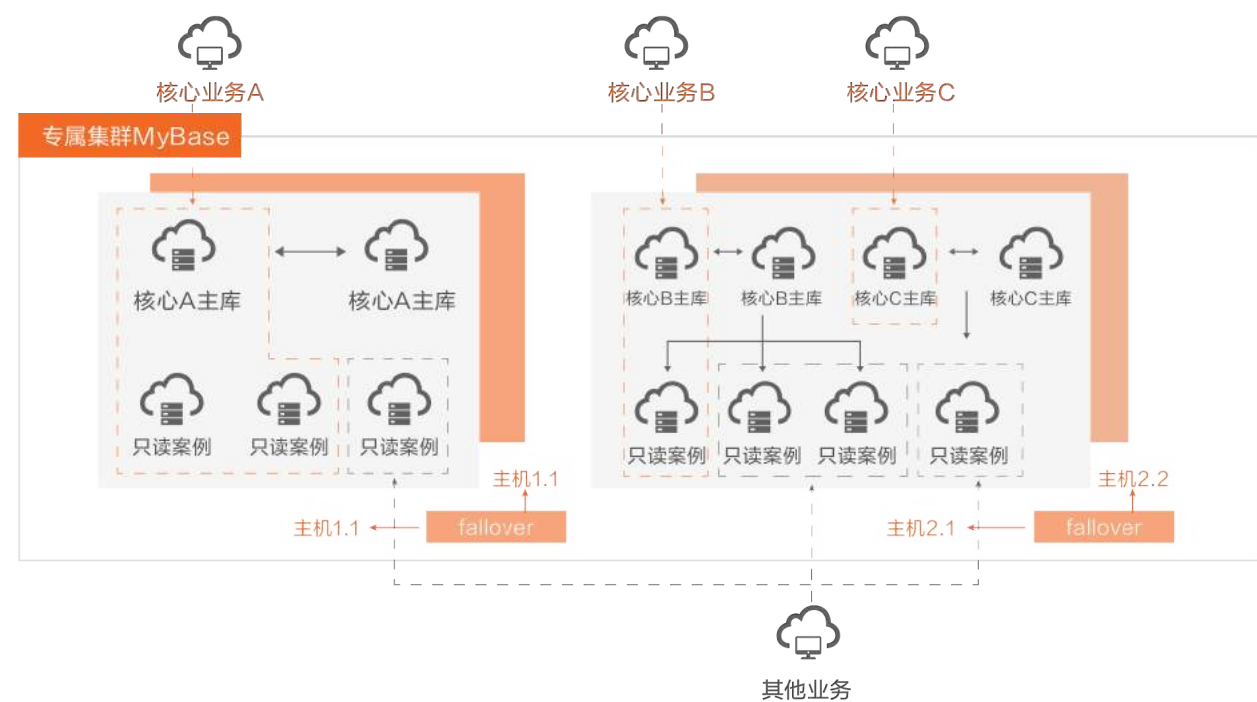 核心业务A
核心业务B
核心业务C
专属集群MyBase
核心A主库
核心A主库
核心B主库
核心B主库
核心C主库
核心C主库
只读案例
只读案例
只读案例
只读案例
只读案例
只读案例
只读案例
主机1.1
主机1.1
fallover
主机2.2
主机2.1
fallover
其他业务